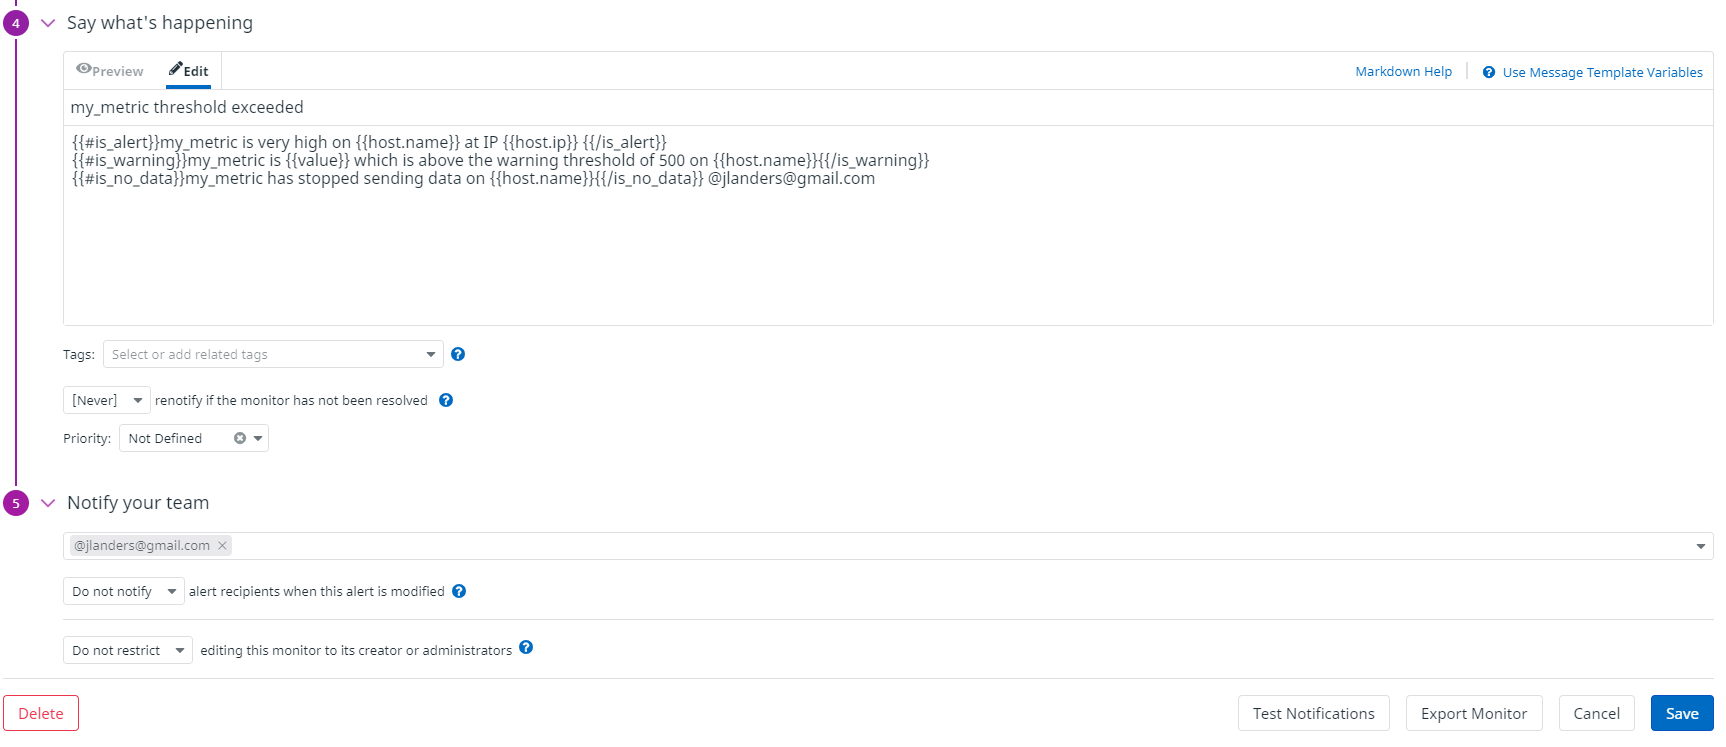 4 Say what's happening
Preview Edit Markdown Help Use Message Template Variables
my_metric threshold exceeded
{{#is_alert}}my_metric is very high on {{host.name}} at IP {{host.ip}} {{/is_alert}}
{{#is_warning}}my_metric is {{value}} which is above the warning threshold of 500 on {{host.name}}{{/is_warning}}
{{#is_no_data}}my_metric has stopped sending data on {{host.name}}{{/is_no_data}} @jlanders@gmail.com
Tags: Select or add related tags
[Never] renotify if the monitor has not been resolved
Priority: Not Defined
5 Notify your team
@jlanders@gmail.com
Do not notify alert recipients when this alert is modified
Do not restrict editing this monitor to its creator or administrators
Delete Test Notifications Export Monitor Cancel Save